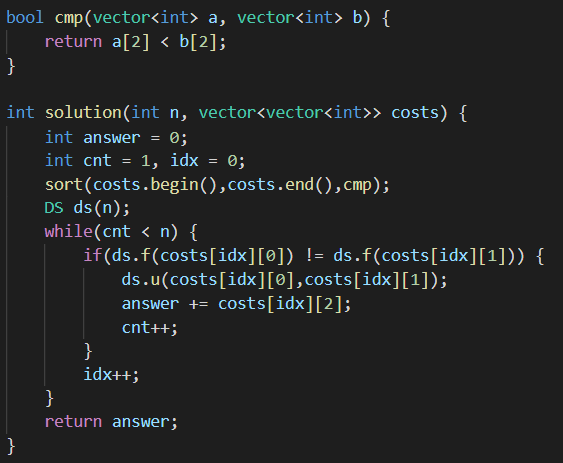 bool cmp(vector<int> a, vector<int> b) {
    return a[2] < b[2];
}
int solution(int n, vector<vector<int>> costs) {
    int answer = 0;
    int cnt = 1, idx = 0;
    sort(costs.begin(),costs.end(),cmp);
    DS ds(n);
    while(cnt < n) {
        if(ds.f(costs[idx][0]) != ds.f(costs[idx][1])) {
            ds.u(costs[idx][0],costs[idx][1]);
            answer += costs[idx][2];
            cnt++;
        }
        idx++;
    }
    return answer;
}